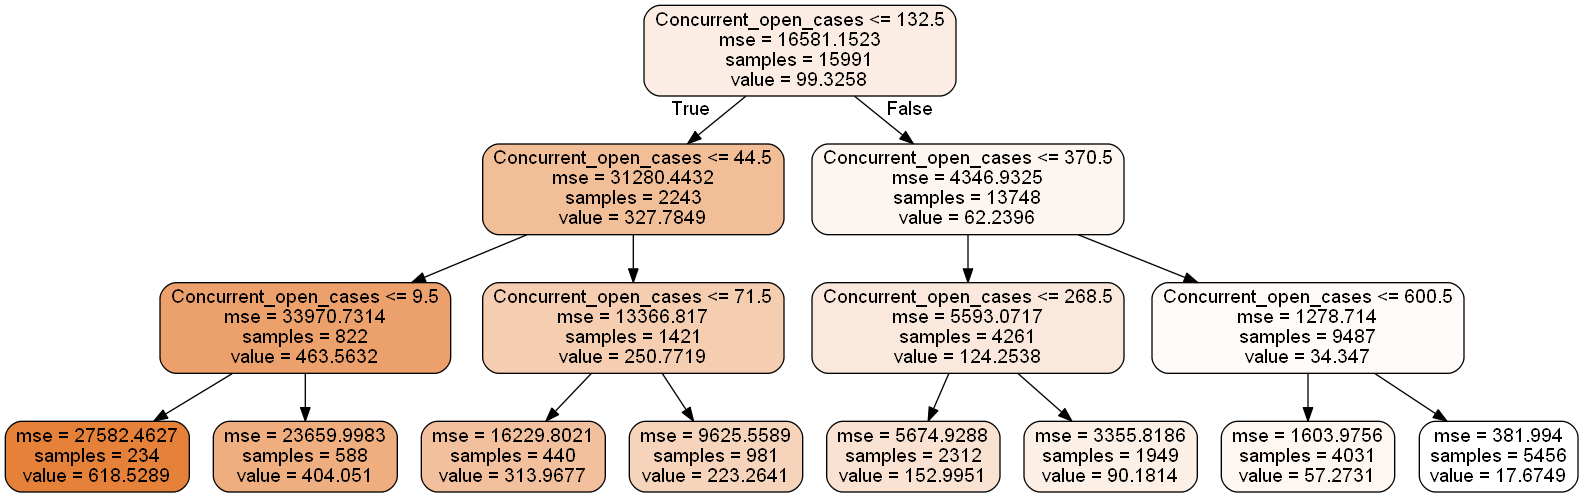 Concurrent_open_cases <= 132.5
mse = 16581.1523
samples = 15991
value = 99.3258
True
False
Concurrent_open_cases <= 44.5
mse = 31280.4432
samples = 2243
value = 327.7849
Concurrent_open_cases <= 370.5
mse = 4346.9325
samples = 13748
value = 62.2396
Concurrent_open_cases <= 9.5
mse = 33970.7314
samples = 822
value = 463.5632
Concurrent_open_cases <= 71.5
mse = 13366.817
samples = 1421
value = 250.7719
Concurrent_open_cases <= 268.5
mse = 5593.0717
samples = 4261
value = 124.2538
Concurrent_open_cases <= 600.5
mse = 1278.714
samples = 9487
value = 34.347
mse = 27582.4627
samples = 234
value = 618.5289
mse = 23659.9983
samples = 588
value = 404.051
mse = 16229.8021
samples = 440
value = 313.9677
mse = 9625.5589
samples = 981
value = 223.2641
mse = 5674.9288
samples = 2312
value = 152.9951
mse = 3355.8186
samples = 1949
value = 90.1814
mse = 1603.9756
samples = 4031
value = 57.2731
mse = 381.994
samples = 5456
value = 17.6749